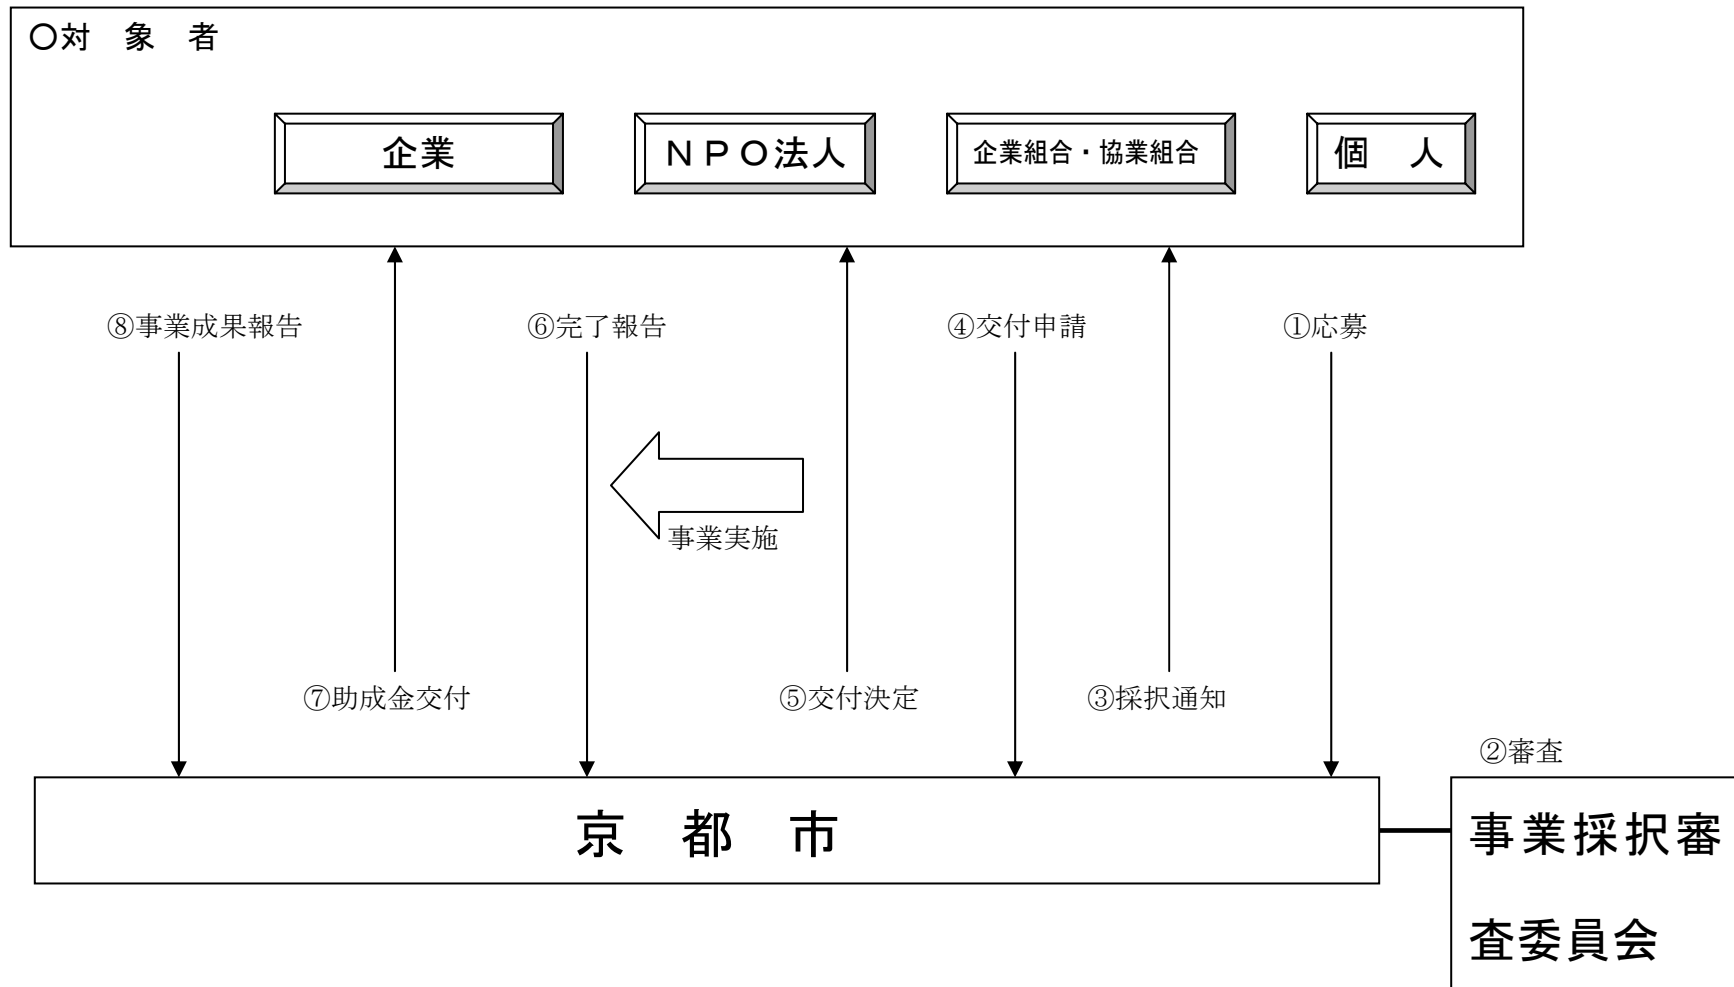 〇対　象　者
企業
ＮＰＯ法人
企業組合・協業組合
個　人
⑧事業成果報告
⑥完了報告
④交付申請
①応募
事業実施
⑦助成金交付
⑤交付決定
③採択通知
②審査
京　都　市
事業採択審
査委員会